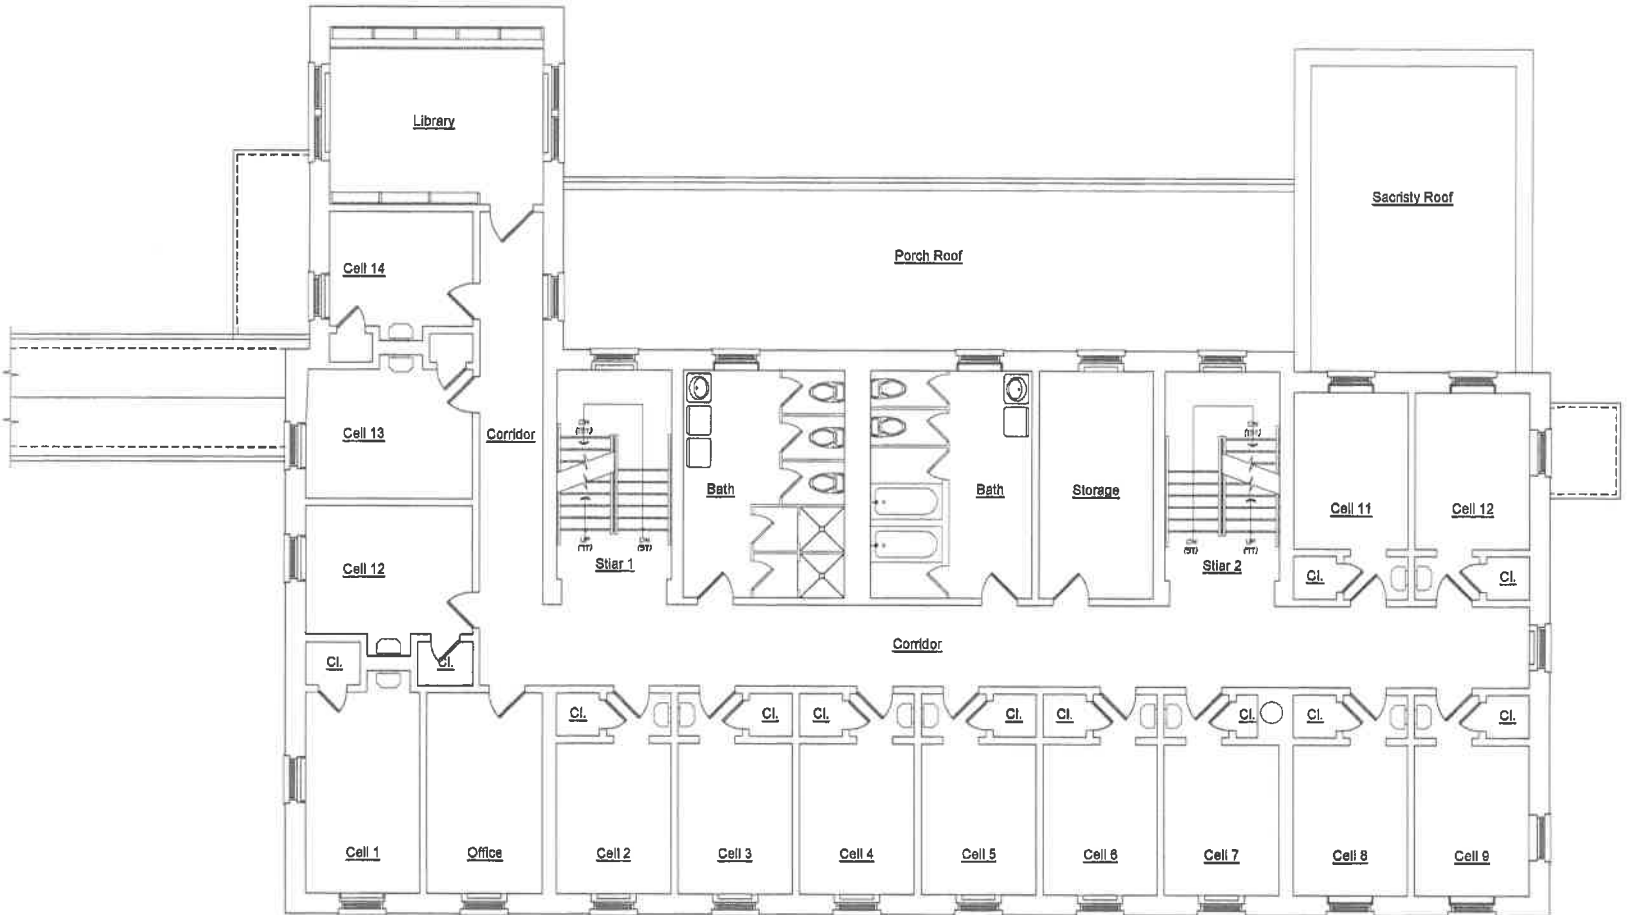 Library
Sacristy Roof
Porch Roof
Cell 14
Cell 13
Corridor
Bath
Bath
Storage
Cell 11
Cell 12
Cell 12
Stiar 1
Stiar 2
Cl.
Cl.
Cl.
Cl.
Corridor
Cl.
Cl.
Cl.
Cl.
Cl.
Cl.
Cl.
Cl.
Cell 1
Office
Cell 2
Cell 3
Cell 4
Cell 5
Cell 6
Cell 7
Cell 8
Cell 9